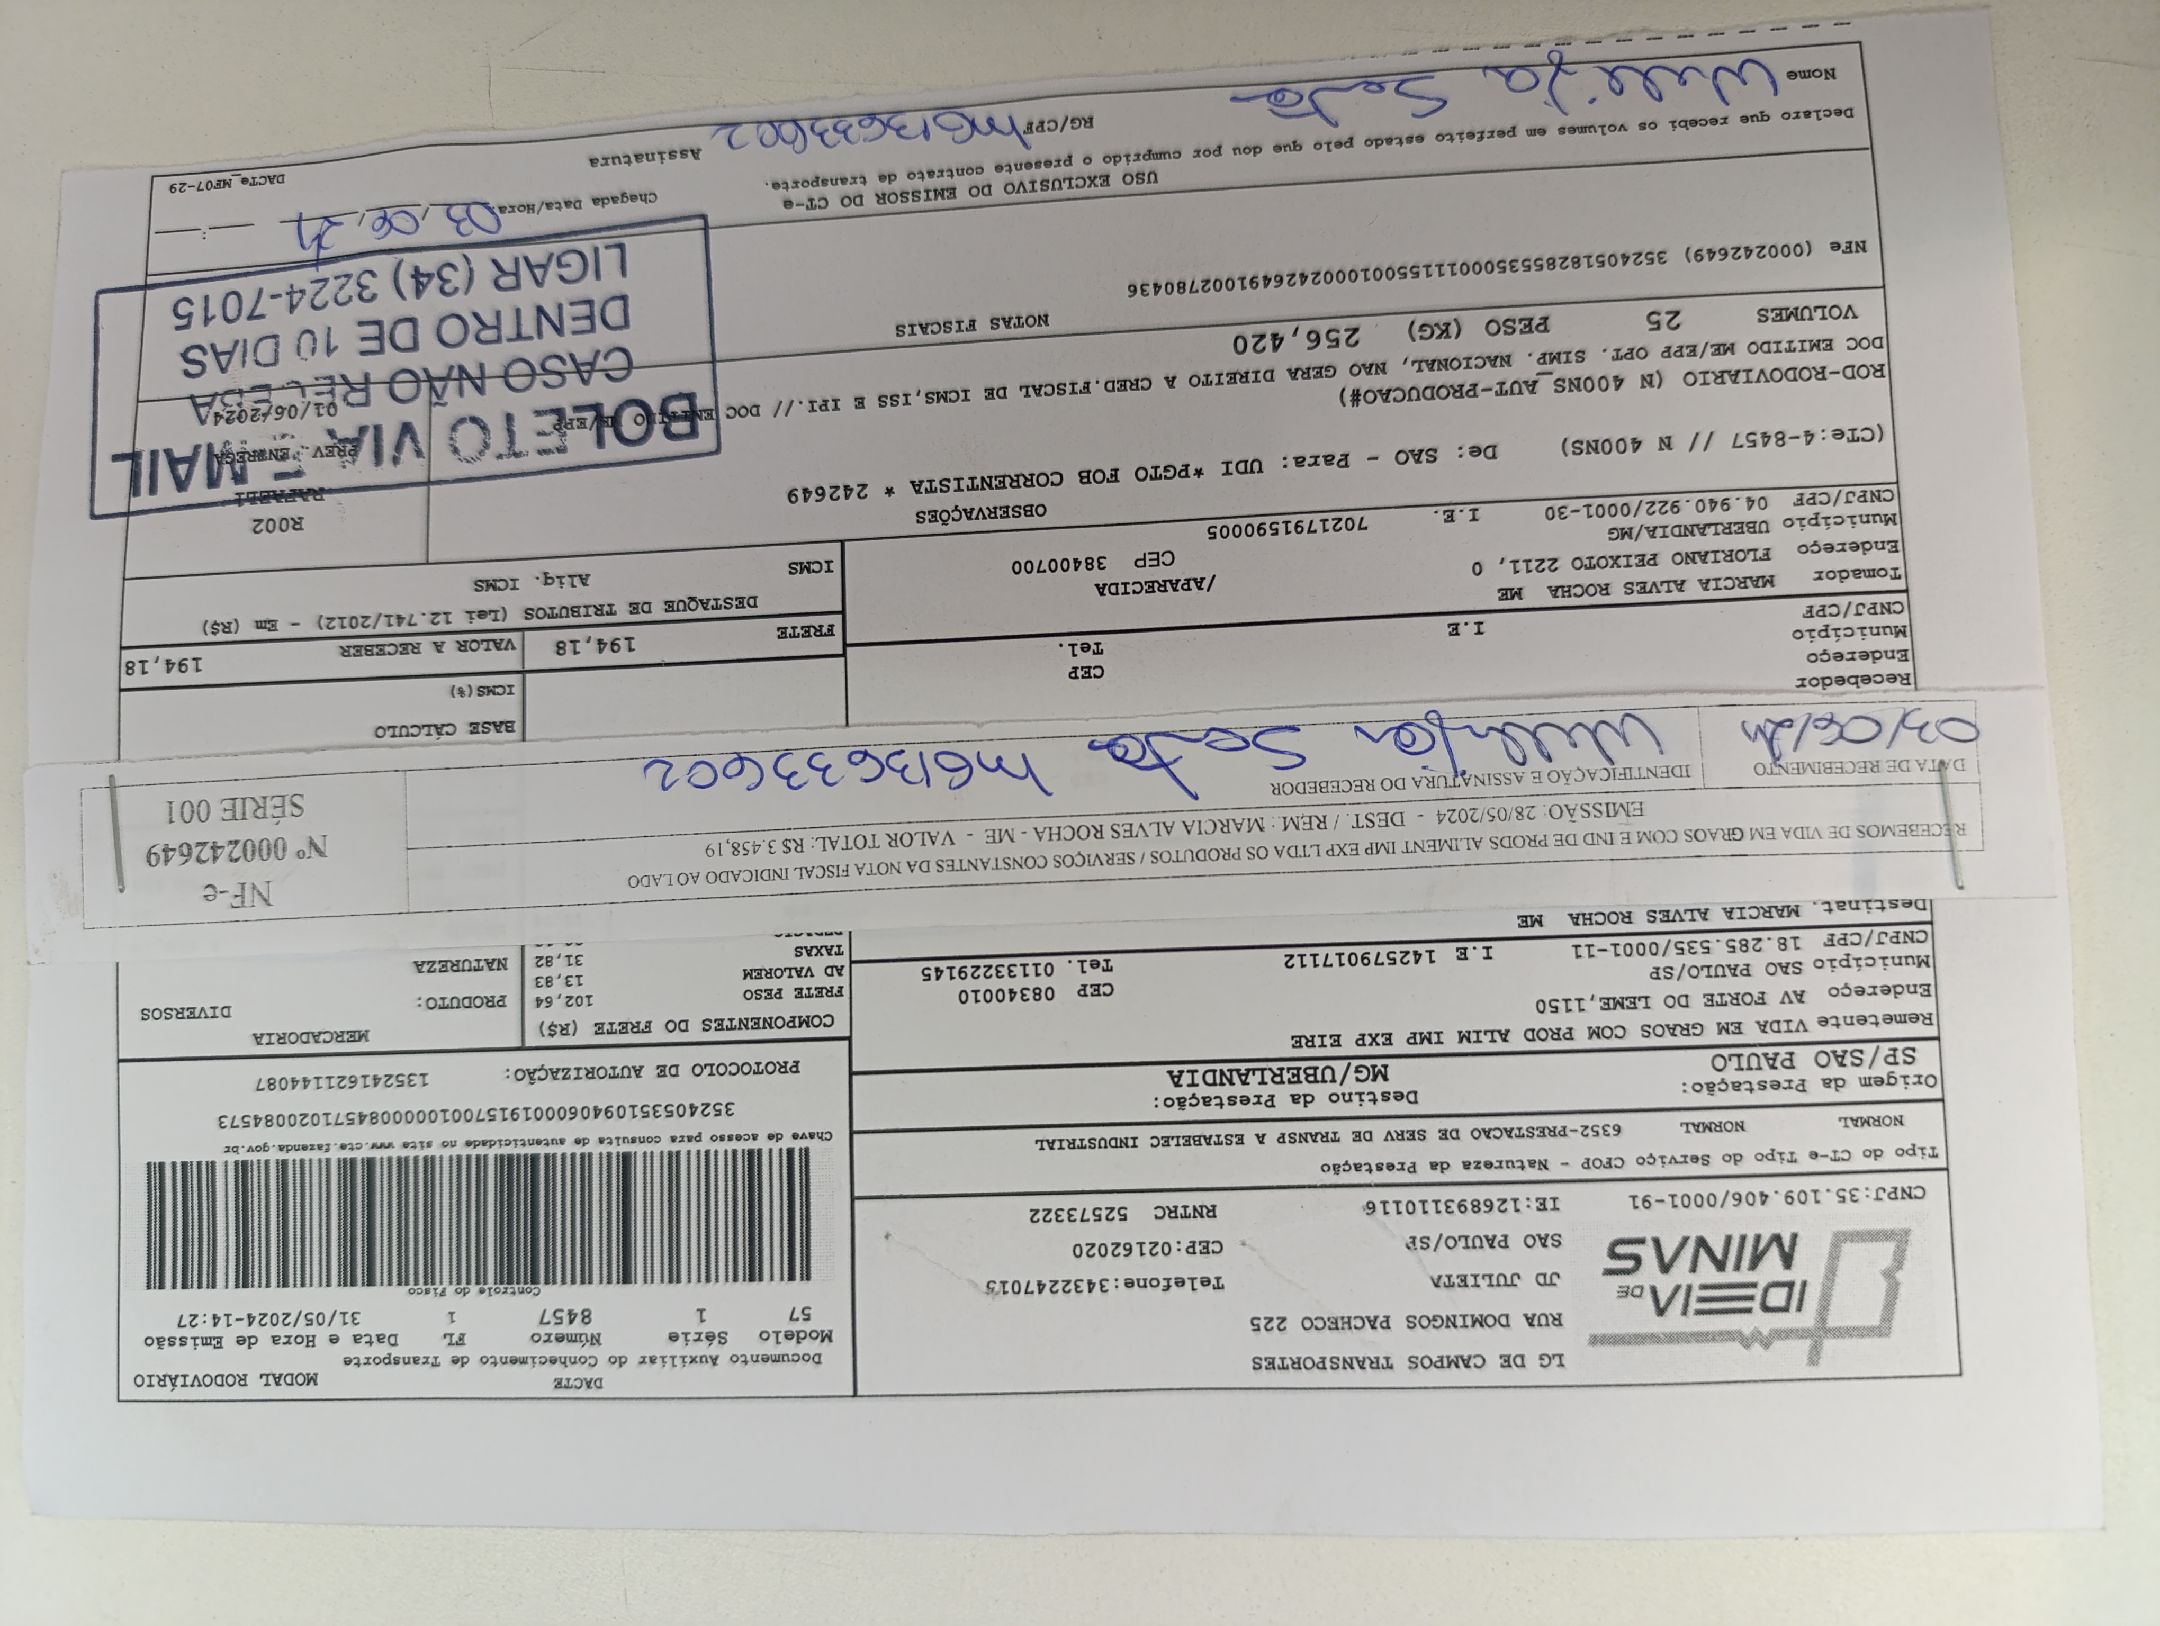 IDEIA DE
MINAS
LG DE CAMPOS TRANSPORTES
RUA DOMINGOS PACHECO 225
JD JULIETA Telefone:3432247015
SAO PAULO/SP CEP:02162020
CNPJ:35.109.406/0001-91 IE:126893110116 RNTRC 52573322
Tipo do CT-e Tipo do Serviço CFOP - Natureza da Prestação
NORMAL NORMAL 6352-PRESTACAO DE SERV DE TRANSP A ESTABELEC INDUSTRIAL
Origem da Prestação: Destino da Prestação:
SP/SAO PAULO MG/UBERLANDIA
DACTE MODAL RODOVIÁRIO
Documento Auxiliar do Conhecimento de Transporte
Modelo Série Número FL Data e Hora de Emissão
57 1 8457 1 31/05/2024-14:27
Controle do Fisco
Chave de acesso para consulta de autenticidade no site www.cte.fazenda.gov.br
35240535109406000191570010000084571020084573
PROTOCOLO DE AUTORIZAÇÃO: 135241621144087
Remetente VIDA EM GRAOS COM PROD ALIM IMP EXP EIRE
Endereço AV FORTE DO LEME,1150 CEP 08340010
Município SAO PAULO/SP Tel. 01133229145
CNPJ/CPF 18.285.535/0001-11 I.E 142579017112
Destinat. MARCIA ALVES ROCHA ME
COMPONENTES DO FRETE (R$) MERCADORIA
FRETE PESO 102,64 PRODUTO: DIVERSOS
AD VALOREM 13,83
TAXAS 31,82 NATUREZA
RECEBEMOS DE VIDA EM GRAOS COM E IND DE PRODS ALIMENT IMP EXP LTDA OS PRODUTOS / SERVIÇOS CONSTANTES DA NOTA FISCAL INDICADO AO LADO
EMISSÃO: 28/05/2024 - DEST. / REM.: MARCIA ALVES ROCHA - ME - VALOR TOTAL: R$ 3.458,19
DATA DE RECEBIMENTO IDENTIFICAÇÃO E ASSINATURA DO RECEBEDOR
03/06/24 MG13633602
NF-e
Nº 000242649
SÉRIE 001
Recebedor
Endereço CEP
Município Tel.
CNPJ/CPF I.E
BASE CÁLCULO
ICMS(%)
FRETE 194,18 VALOR A RECEBER 194,18
Tomador MARCIA ALVES ROCHA ME
Endereço FLORIANO PEIXOTO 2211, 0 /APARECIDA
Município UBERLANDIA/MG CEP 38400700
CNPJ/CPF 04.940.922/0001-30 I.E. 7021791590005
DESTAQUE DE TRIBUTOS (Lei 12.741/2012) - Em (R$)
ICMS Aliq. ICMS
OBSERVAÇÕES
(CTe:4-8457 // N 400NS) De: SAO - Para: UDI *PGTO FOB CORRENTISTA * 242649
ROD-RODOVIARIO (N 400NS_AUT-PRODUCAO#)
DOC EMITIDO ME/EPP OPT. SIMP. NACIONAL, NAO GERA DIREITO A CRED.FISCAL DE ICMS,ISS E IPI.// DOC EMITIDO ME/EPP
R002
RAFAELI
PREV. ENTREGA
01/06/2024
VOLUMES 25 PESO (KG) 256,420
NOTAS FISCAIS
NFe (000242649) 35240518285535000111550010002426491002780436
BOLETO VIA E-MAIL
CASO NÃO RECEBA
DENTRO DE 10 DIAS
LIGAR (34) 3224-7015
USO EXCLUSIVO DO EMISSOR DO CT-e
Declaro que recebi os volumes em perfeito estado pelo que dou por cumprido o presente contrato de transporte.
Chegada Data/Hora: 03/06/24
Nome RG/CPF MG13633602 Assinatura
DACTe_MF07-29